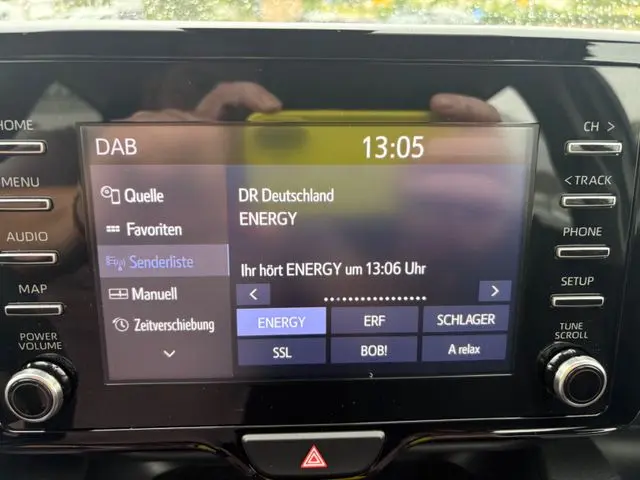 HOME
MENU
AUDIO
MAP
POWER
VOLUME
DAB
13:05
Quelle
Favoriten
Senderliste
Manuell
Zeitverschiebung
DR Deutschland
ENERGY
Ihr hört ENERGY um 13:06 Uhr
< >
ENERGY ERF SCHLAGER
SSL BOB! A relax
CH >
< TRACK
PHONE
SETUP
TUNE
SCROLL